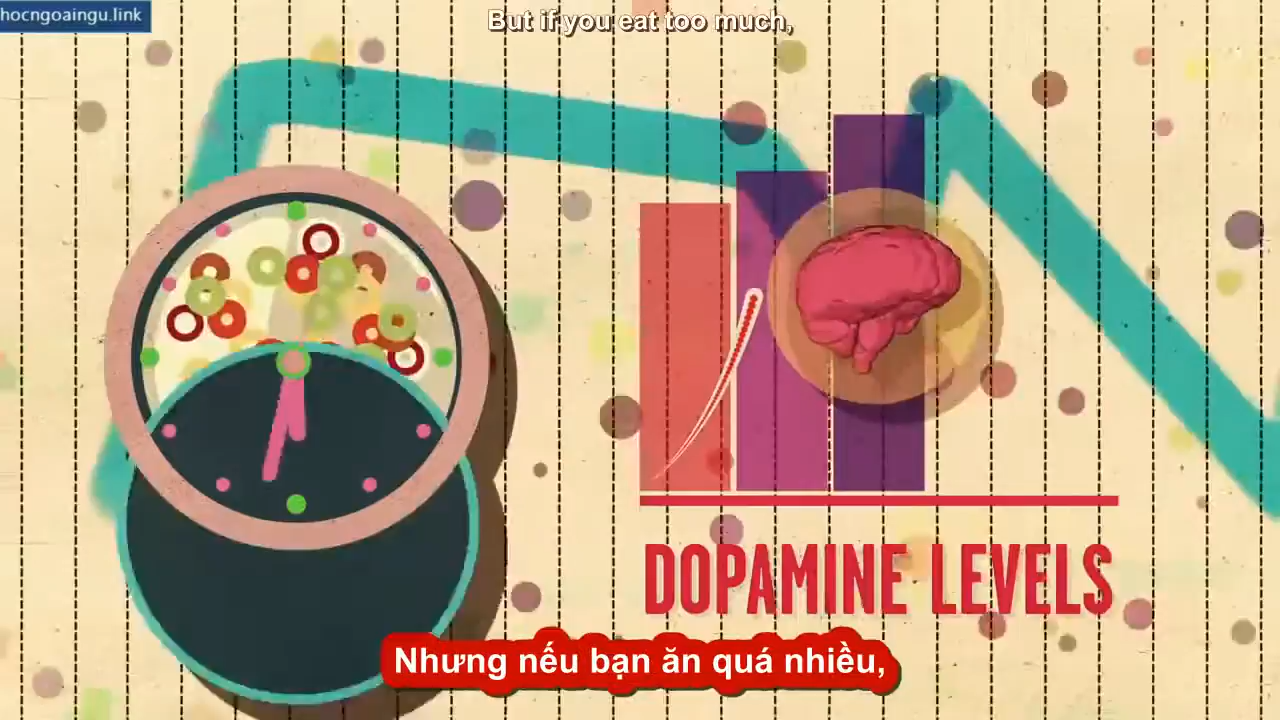 hocngoaingu.link
But if you eat too much,
DOPAMINE LEVELS
Nhưng nếu bạn ăn quá nhiều,